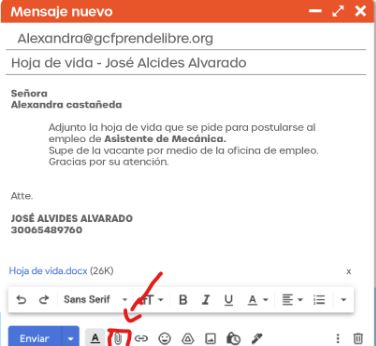 Mensaje nuevo
Alexandra@gcfprendelibre.org
Hoja de vida - José Alcides Alvarado
Señora
Alexandra castañeda
Adjunto la hoja de vida que se pide para postularse al
empleo de Asistente de Mecánica.
Supe de la vacante por medio de la oficina de empleo.
Gracias por su atención.
Atte.
JOSÉ ALVIDES ALVARADO
30065489760
Hoja de vida.docx (26K) x
Sans Serif TT B I U A
Enviar A